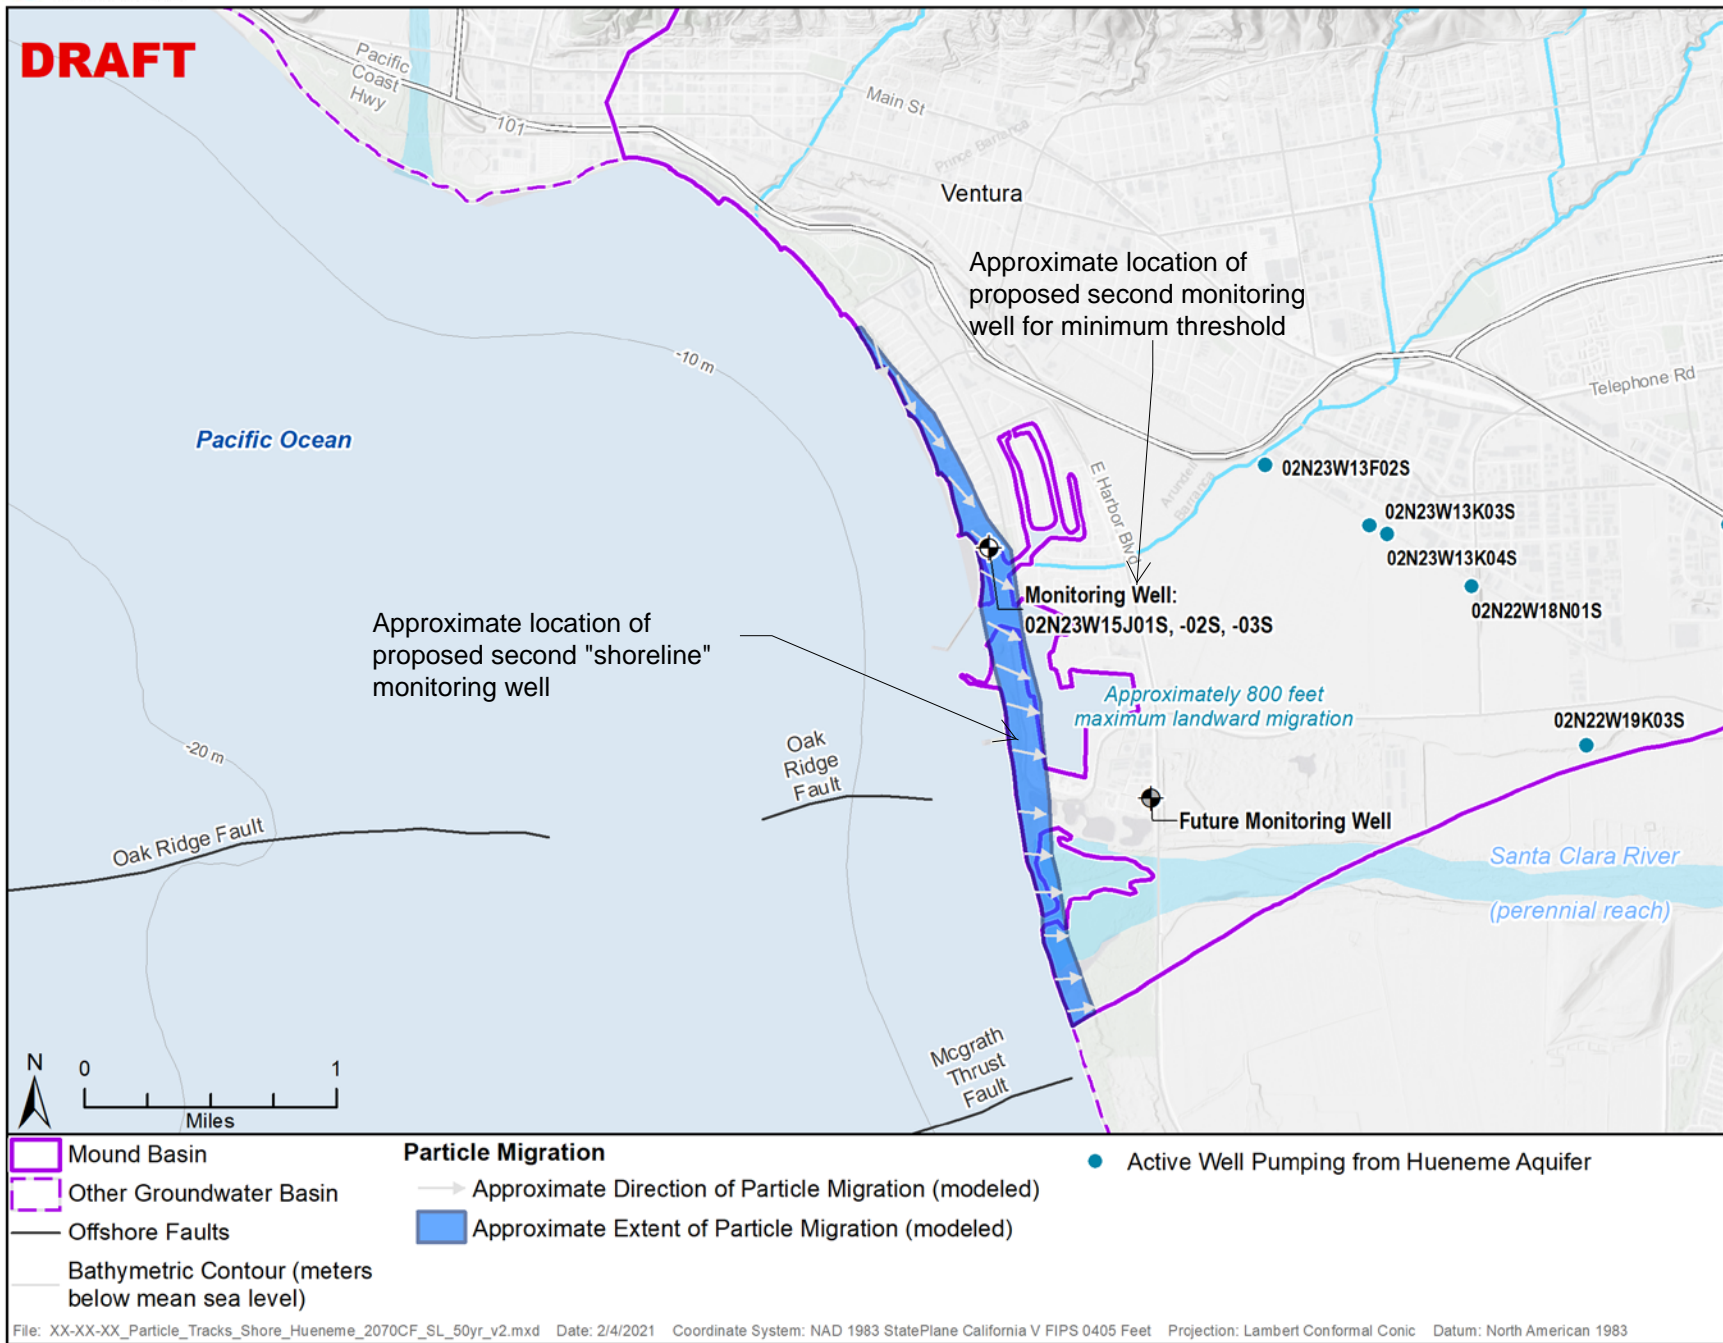 DRAFT
Pacific
Coast
Hwy
101
Main St
Prince Barranca
Ventura
Approximate location of
proposed second monitoring
well for minimum threshold
-10 m
Telephone Rd
Pacific Ocean
E Harbor Blvd
Arundell
Barranca
02N23W13F02S
02N23W13K03S
02N23W13K04S
02N22W18N01S
Monitoring Well:
02N23W15J01S, -02S, -03S
Approximate location of
proposed second "shoreline"
monitoring well
Approximately 800 feet
maximum landward migration
02N22W19K03S
-20 m
Oak
Ridge
Fault
Oak Ridge Fault
Future Monitoring Well
Santa Clara River
(perennial reach)
Mcgrath
Thrust
Fault
N
0 1
Miles
Mound Basin
Other Groundwater Basin
Offshore Faults
Bathymetric Contour (meters
below mean sea level)
Particle Migration
Approximate Direction of Particle Migration (modeled)
Approximate Extent of Particle Migration (modeled)
Active Well Pumping from Hueneme Aquifer
File: XX-XX-XX_Particle_Tracks_Shore_Hueneme_2070CF_SL_50yr_v2.mxd Date: 2/4/2021 Coordinate System: NAD 1983 StatePlane California V FIPS 0405 Feet Projection: Lambert Conformal Conic Datum: North American 1983